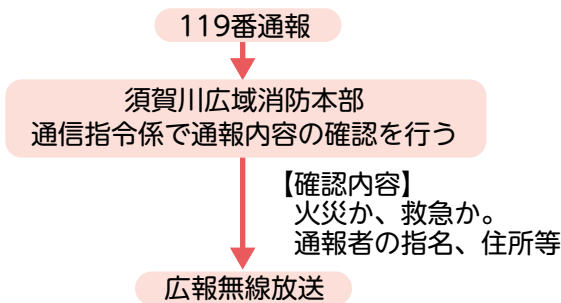 119番通報
須賀川広域消防本部
通信指令係で通報内容の確認を行う
【確認内容】
火災か、救急か。
通報者の指名、住所等
広報無線放送